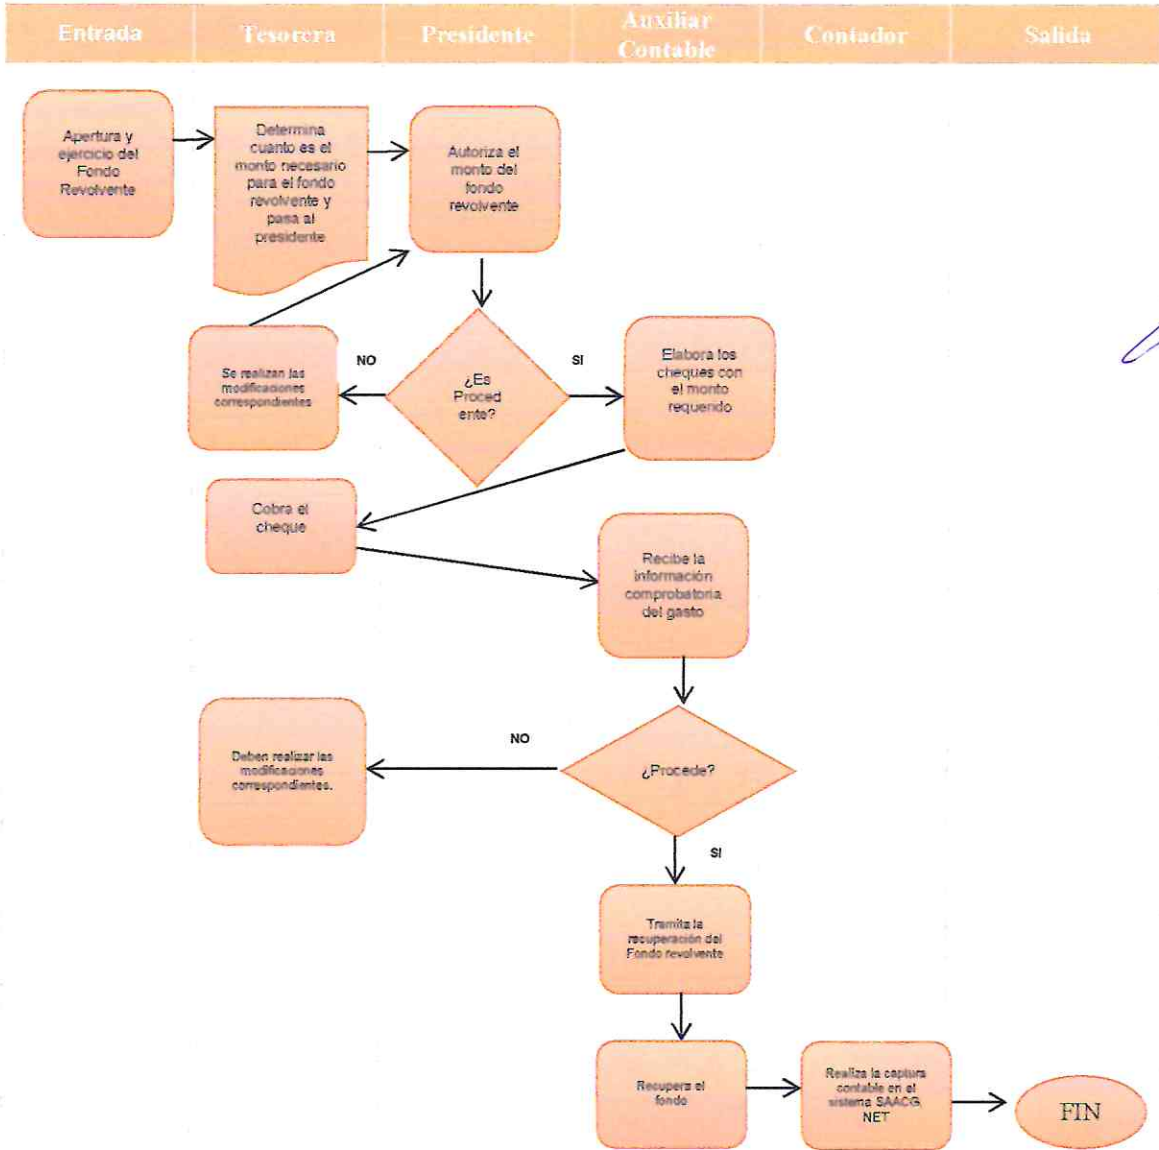 Entrada
Tesorera
Presidente
Auxiliar
Contable
Contador
Salida
Apertura y
ejercicio del
Fondo
Revolvente
Determina
cuanto es el
monto necesario
para el fondo
revolvente y
pasa al
presidente
Autoriza el
monto del
fondo
revolvente
Se realizan las
modificaciones
correspondientes
NO
¿Es
Proced
ente?
SI
Elabora los
cheques con
el monto
requerido
Cobra el
cheque
Recibe la
información
comprobatoria
del gasto
Deben realizar las
modificaciones
correspondientes.
NO
¿Procede?
SI
Tramita la
recuperación del
Fondo revolvente
Recupera el
fondo
Realiza la captura
contable en el
sistema SAACG,
NET
FIN